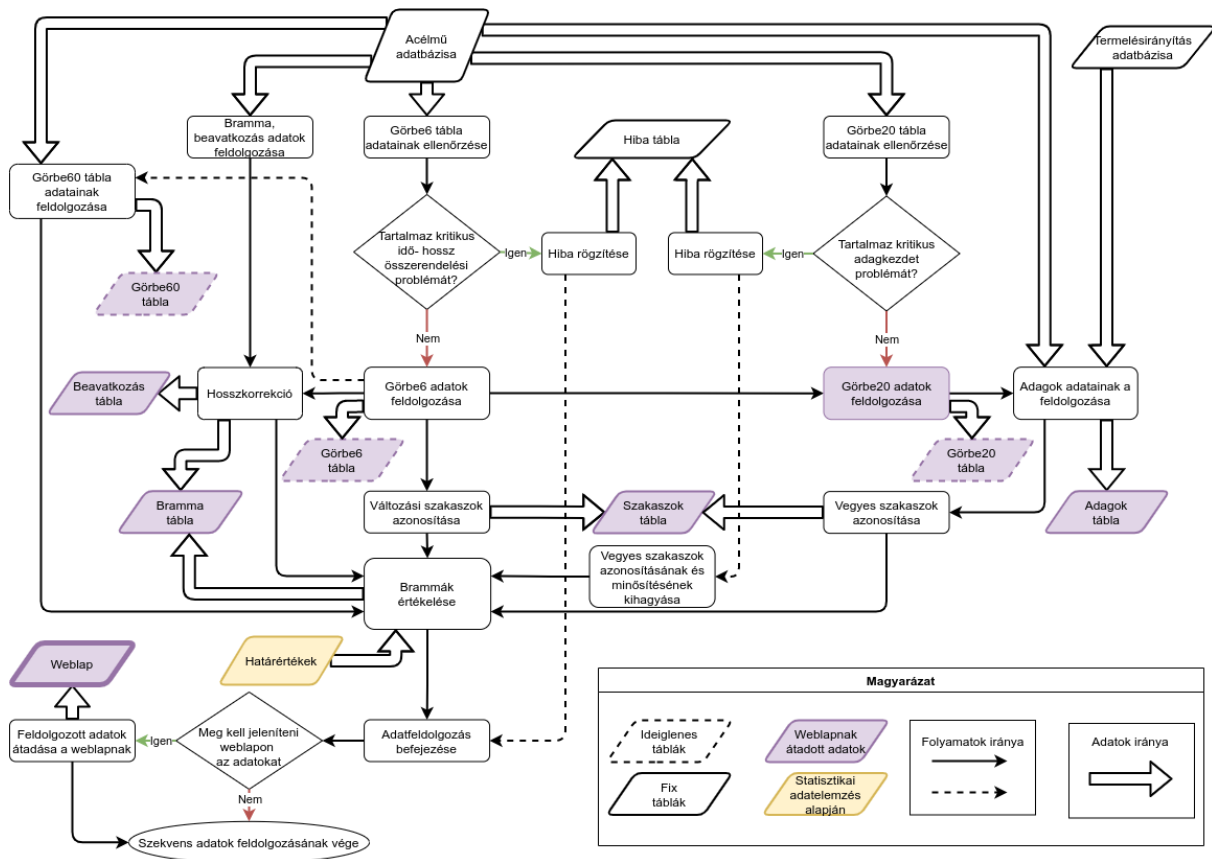 Acélmű
adatbázisa
Termelésirányítás
adatbázisa
Bramma,
beavatkozás adatok
feldolgozása
Görbe6 tábla
adatainak ellenőrzése
Hiba tábla
Görbe20 tábla
adatainak ellenőrzése
Görbe60 tábla
adatainak
feldolgozása
Tartalmaz kritikus
idő- hossz
összerendelési
problémát?
Igen
Hiba rögzítése
Hiba rögzítése
Igen
Tartalmaz kritikus
adagkezdet
problémát?
Görbe60
tábla
Nem
Nem
Beavatkozás
tábla
Hosszkorrekció
Görbe6 adatok
feldolgozása
Görbe20 adatok
feldolgozása
Adagok adatainak a
feldolgozása
Görbe6
tábla
Görbe20
tábla
Bramma
tábla
Változási szakaszok
azonosítása
Szakaszok
tábla
Vegyes szakaszok
azonosítása
Adagok
tábla
Brammák
értékelése
Vegyes szakaszok
azonosításának és
minősítésének
kihagyása
Weblap
Határértékek
Feldolgozott adatok
átadása a weblapnak
Igen
Meg kell jeleníteni
weblapon
az adatokat
Adatfeldolgozás
befejezése
Nem
Szekvens adatok feldolgozásának vége
Magyarázat
Ideiglenes
táblák
Weblapnak
átadott adatok
Folyamatok iránya
Adatok iránya
Fix
táblák
Statisztikai
adatelemzés
alapján